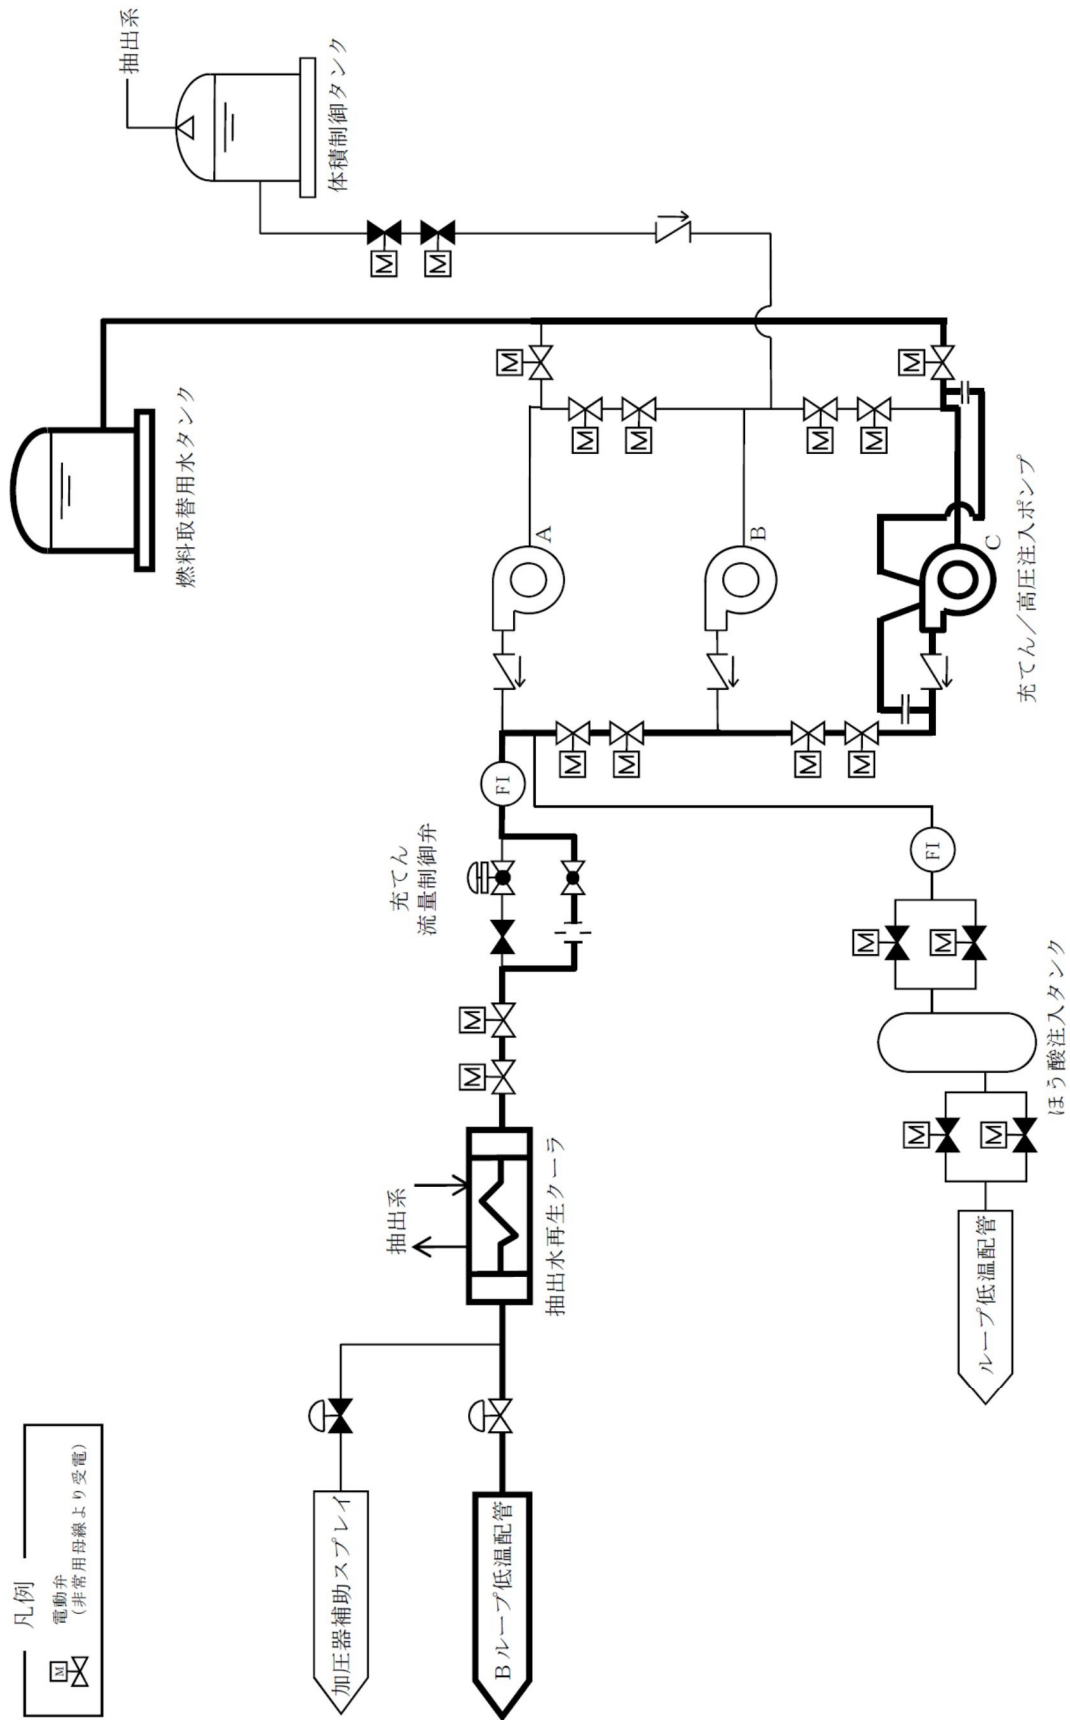 抽出系
体積制御タンク
M
M
燃料取替用水タンク
M
M
M
M
M
M
A
B
C
充てん/高圧注入ポンプ
M
M
M
M
FI
充てん
流量制御弁
FI
M
M
M
M
ほう酸注入タンク
M
M
抽出系
抽出水再生クーラ
ループ低温配管
加圧器補助スプレイ
Bループ低温配管
凡例
M
電動弁
(非常用母線より受電)